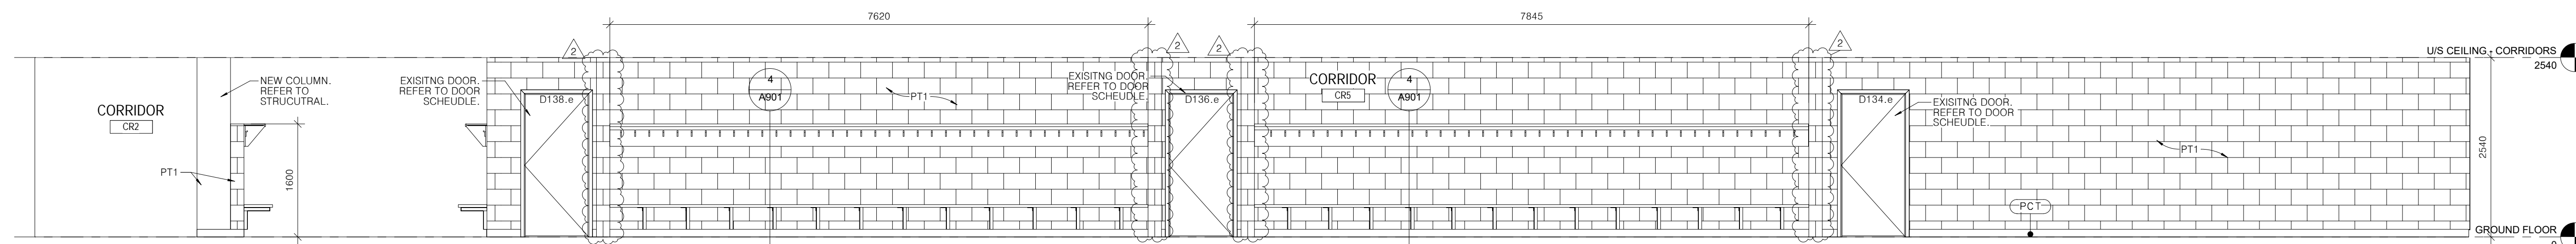 7620
7845
2
2
2
2
U/S CEILING - CORRIDORS
2540
CORRIDOR
CR2
NEW COLUMN.
REFER TO
STRUCUTRAL.
EXISITNG DOOR.
REFER TO DOOR
SCHEUDLE.
D138.e
4
A901
PT1
EXISITNG DOOR.
REFER TO DOOR
SCHEUDLE.
D136.e
CORRIDOR
CR5
4
A901
D134.e
EXISITNG DOOR.
REFER TO DOOR
SCHEUDLE.
PT1
1600
PT1
2540
PCT
GROUND FLOOR
0